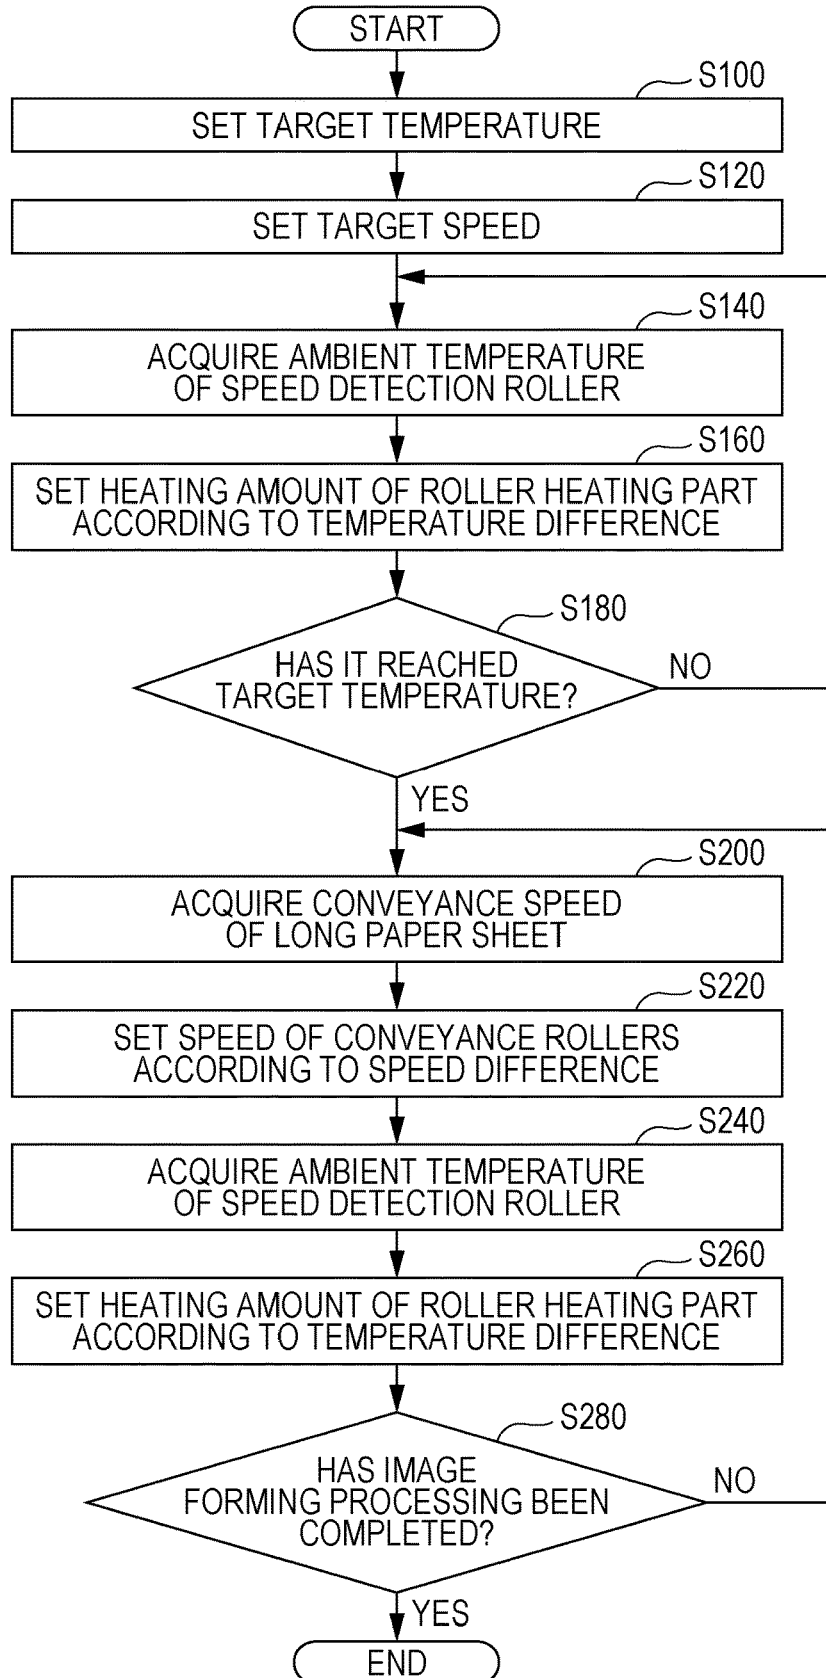 START
S100
SET TARGET TEMPERATURE
S120
SET TARGET SPEED
S140
ACQUIRE AMBIENT TEMPERATURE
OF SPEED DETECTION ROLLER
S160
SET HEATING AMOUNT OF ROLLER HEATING PART
ACCORDING TO TEMPERATURE DIFFERENCE
S180
HAS IT REACHED
TARGET TEMPERATURE?
NO
YES
S200
ACQUIRE CONVEYANCE SPEED
OF LONG PAPER SHEET
S220
SET SPEED OF CONVEYANCE ROLLERS
ACCORDING TO SPEED DIFFERENCE
S240
ACQUIRE AMBIENT TEMPERATURE
OF SPEED DETECTION ROLLER
S260
SET HEATING AMOUNT OF ROLLER HEATING PART
ACCORDING TO TEMPERATURE DIFFERENCE
S280
HAS IMAGE
FORMING PROCESSING BEEN
COMPLETED?
NO
YES
END